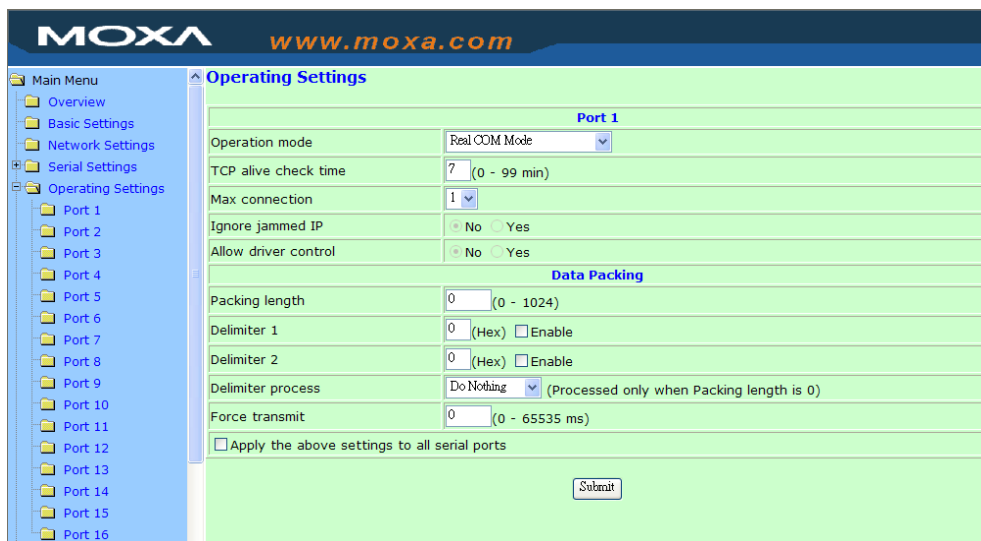 MOXA www.moxa.com
Main Menu
Overview
Basic Settings
Network Settings
Serial Settings
Operating Settings
Port 1
Port 2
Port 3
Port 4
Port 5
Port 6
Port 7
Port 8
Port 9
Port 10
Port 11
Port 12
Port 13
Port 14
Port 15
Port 16
Operating Settings
Port 1
Operation mode Real COM Mode
TCP alive check time 7 (0 - 99 min)
Max connection 1
Ignore jammed IP No Yes
Allow driver control No Yes
Data Packing
Packing length 0 (0 - 1024)
Delimiter 1 0 (Hex) Enable
Delimiter 2 0 (Hex) Enable
Delimiter process Do Nothing (Processed only when Packing length is 0)
Force transmit 0 (0 - 65535 ms)
Apply the above settings to all serial ports
Submit